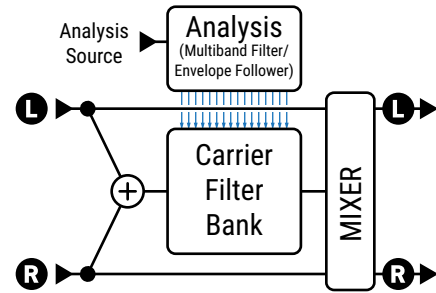 Analysis
Source
Analysis
(Multiband Filter/
Envelope Follower)
L
L
Carrier
Filter
Bank
+
MIXER
R
R